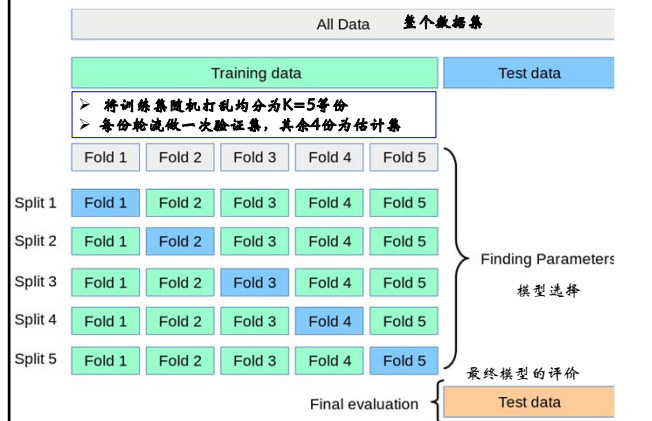 All Data 整个数据集
Training data Test data
➢ 将训练集随机打乱均分为K=5等份
➢ 每份轮流做一次验证集，其余4份为估计集
Fold 1 Fold 2 Fold 3 Fold 4 Fold 5
Split 1 Fold 1 Fold 2 Fold 3 Fold 4 Fold 5
Split 2 Fold 1 Fold 2 Fold 3 Fold 4 Fold 5
Finding Parameters
Split 3 Fold 1 Fold 2 Fold 3 Fold 4 Fold 5
模型选择
Split 4 Fold 1 Fold 2 Fold 3 Fold 4 Fold 5
Split 5 Fold 1 Fold 2 Fold 3 Fold 4 Fold 5
最终模型的评价
Final evaluation Test data